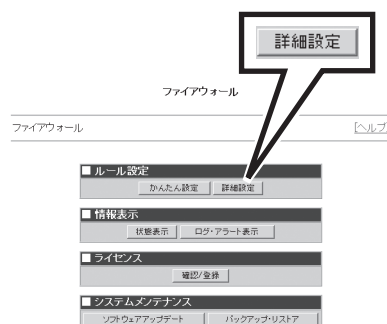 詳細設定
ファイアウォール
ファイアウォール [ヘルプ]
■ ルール設定
かんたん設定 詳細設定
■ 情報表示
状態表示 ログ・アラート表示
■ ライセンス
確認/登録
■ システムメンテナンス
ソフトウェアアップデート バックアップ・リストア